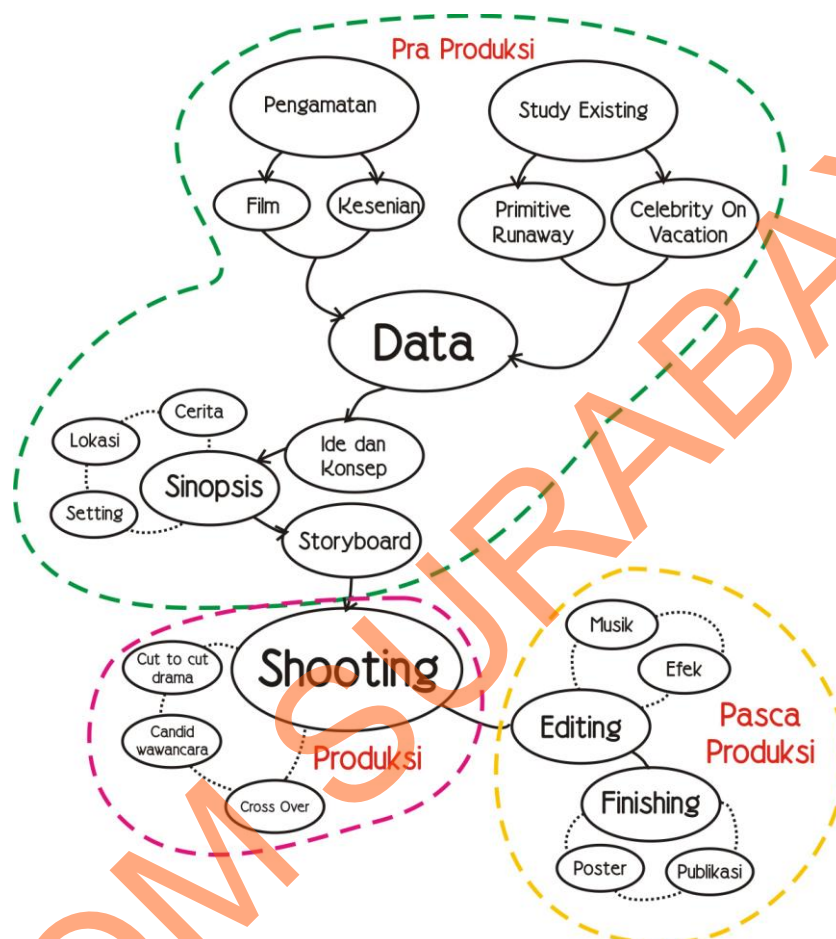 Pra Produksi
Pengamatan
Study Existing
Film
Kesenian
Primitive
Runaway
Celebrity On
Vacation
Data
Ide dan
Konsep
Cerita
Lokasi
Sinopsis
Setting
Storyboard
Shooting
Cut to cut
drama
Candid
wawancara
Cross Over
Produksi
Musik
Efek
Editing
Pasca
Produksi
Finishing
Poster
Publikasi
OM SURABAYA